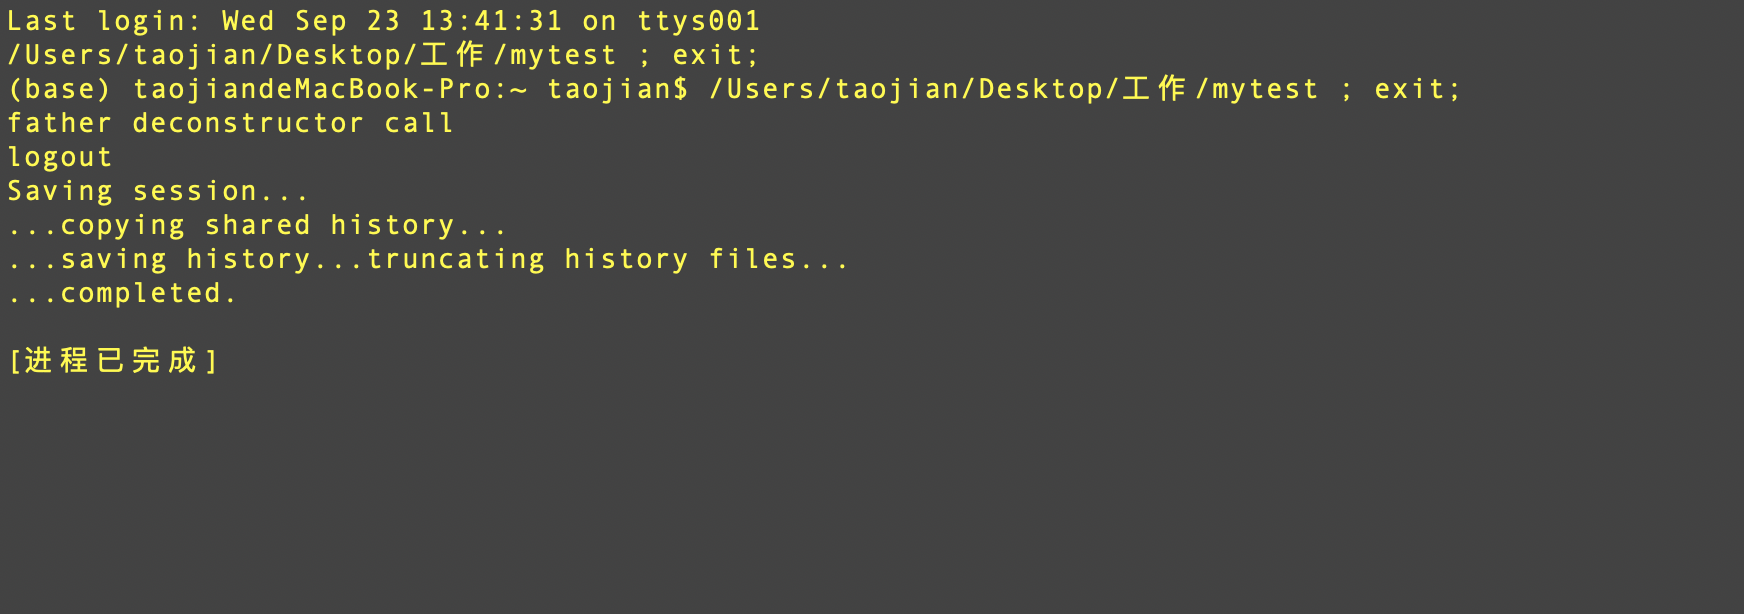 Last login: Wed Sep 23 13:41:31 on ttys001
/Users/taojian/Desktop/工作/mytest ; exit;
(base) taojiandeMacBook-Pro:~ taojian$ /Users/taojian/Desktop/工作/mytest ; exit;
father deconstructor call
logout
Saving session...
...copying shared history...
...saving history...truncating history files...
...completed.
[进程已完成]